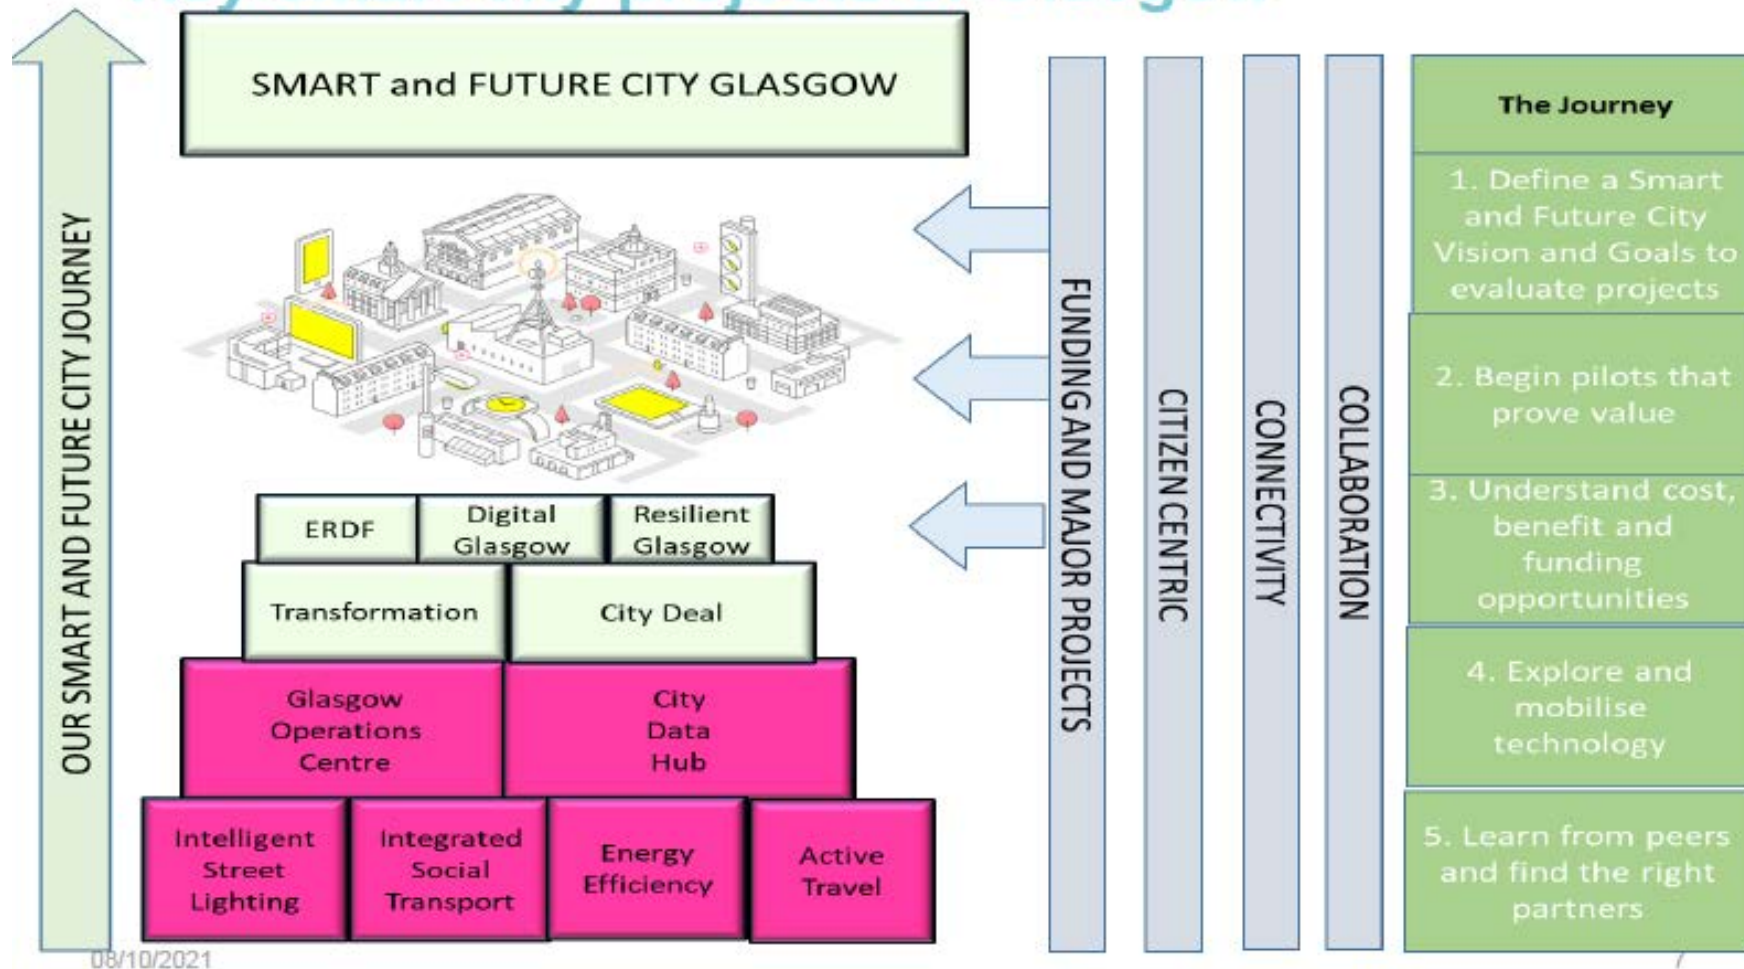 SMART and FUTURE CITY GLASGOW
OUR SMART AND FUTURE CITY JOURNEY
ERDF
Digital
Glasgow
Resilient
Glasgow
Transformation
City Deal
Glasgow
Operations
Centre
City
Data
Hub
Intelligent
Street
Lighting
Integrated
Social
Transport
Energy
Efficiency
Active
Travel
FUNDING AND MAJOR PROJECTS
CITIZEN CENTRIC
CONNECTIVITY
COLLABORATION
The Journey
1. Define a Smart
and Future City
Vision and Goals to
evaluate projects
2. Begin pilots that
prove value
3. Understand cost,
benefit and
funding
opportunities
4. Explore and
mobilise
technology
5. Learn from peers
and find the right
partners
08/10/2021
7